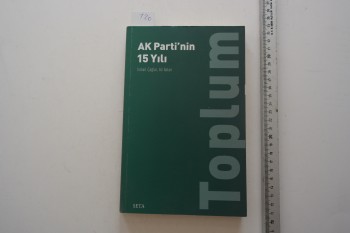 AK Parti'nin
15 Yılı
Toplum
SETA